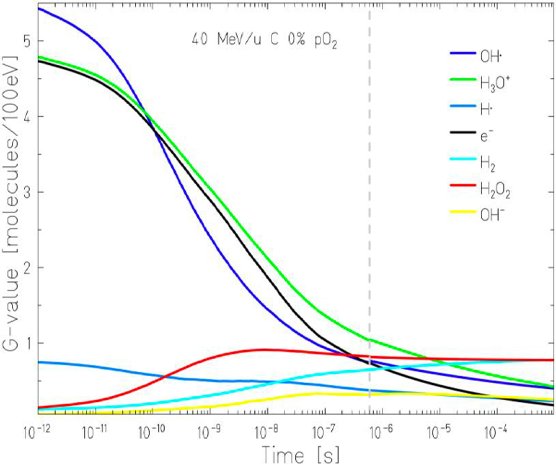 40 MeV/u C 0% pO₂
OH·
H₃O⁺
H·
e⁻
H₂
H₂O₂
OH⁻
G-value [molecules/100eV]
5
4
3
2
1
10⁻¹² 10⁻¹¹ 10⁻¹⁰ 10⁻⁹ 10⁻⁸ 10⁻⁷ 10⁻⁶ 10⁻⁵ 10⁻⁴
Time [s]